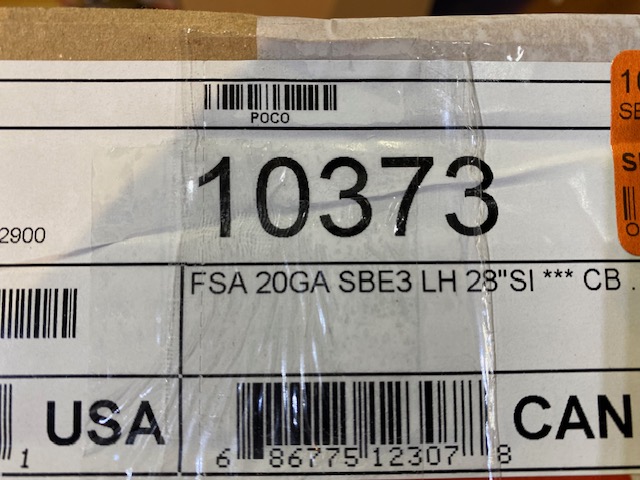 POCO
10373
2900
FSA 20GA SBE3 LH 28"SI *** CB .
USA
CAN
1
6 86775 12307 8